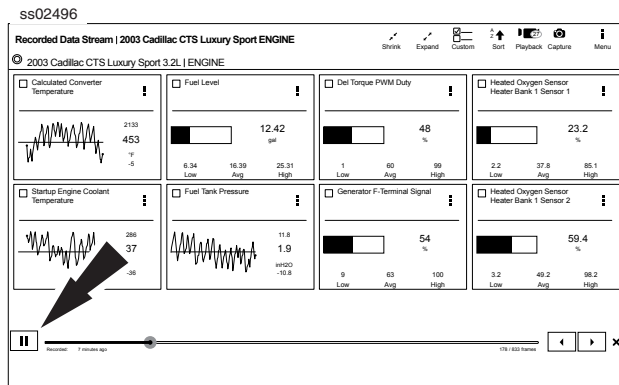 ss02496
Recorded Data Stream | 2003 Cadillac CTS Luxury Sport ENGINE
Shrink Expand Custom Sort Playback Capture Menu
A
Z
27
2003 Cadillac CTS Luxury Sport 3.2L | ENGINE
Calculated Converter
Temperature
2133
453
°F
-5
Fuel Level
12.42
gal
6.34 16.39 25.31
Low Avg High
Del Torque PWM Duty
48
%
1 60 99
Low Avg High
Heated Oxygen Sensor
Heater Bank 1 Sensor 1
23.2
%
2.2 37.8 85.1
Low Avg High
Startup Engine Coolant
Temperature
286
37
-36
Fuel Tank Pressure
11.8
1.9
inH2O
-10.8
Generator F-Terminal Signal
54
%
9 63 100
Low Avg High
Heated Oxygen Sensor
Heater Bank 1 Sensor 2
59.4
%
3.2 49.2 98.2
Low Avg High
Recorded: 7 minutes ago
178 / 833 frames